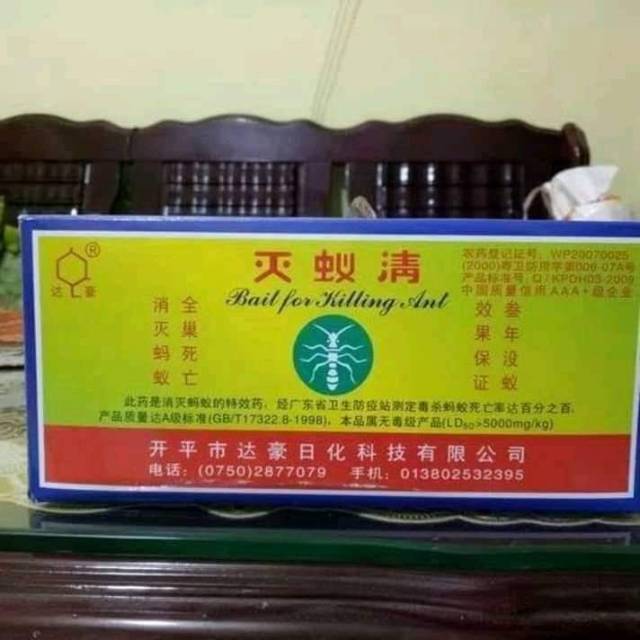 ®
达豪
灭蚁清
Bait for Killing Ant
农药登记证号：WP20070025
(2000)粤卫防用字第006-07A号
产品标准号：Q/KPDH03-2009
中国质量信用AAA+级企业
消灭蚂蚁
全巢死亡
效果保证
叁年没蚁
此药是消灭蚂蚁的特效药，经广东省卫生防疫站测定毒杀蚂蚁死亡率达百分之百，
产品质量达A级标准(GB/T17322.8-1998)，本品属无毒级产品(LD₅₀>5000mg/kg)
开平市达豪日化科技有限公司
电话：(0750)2877079 手机：013802532395